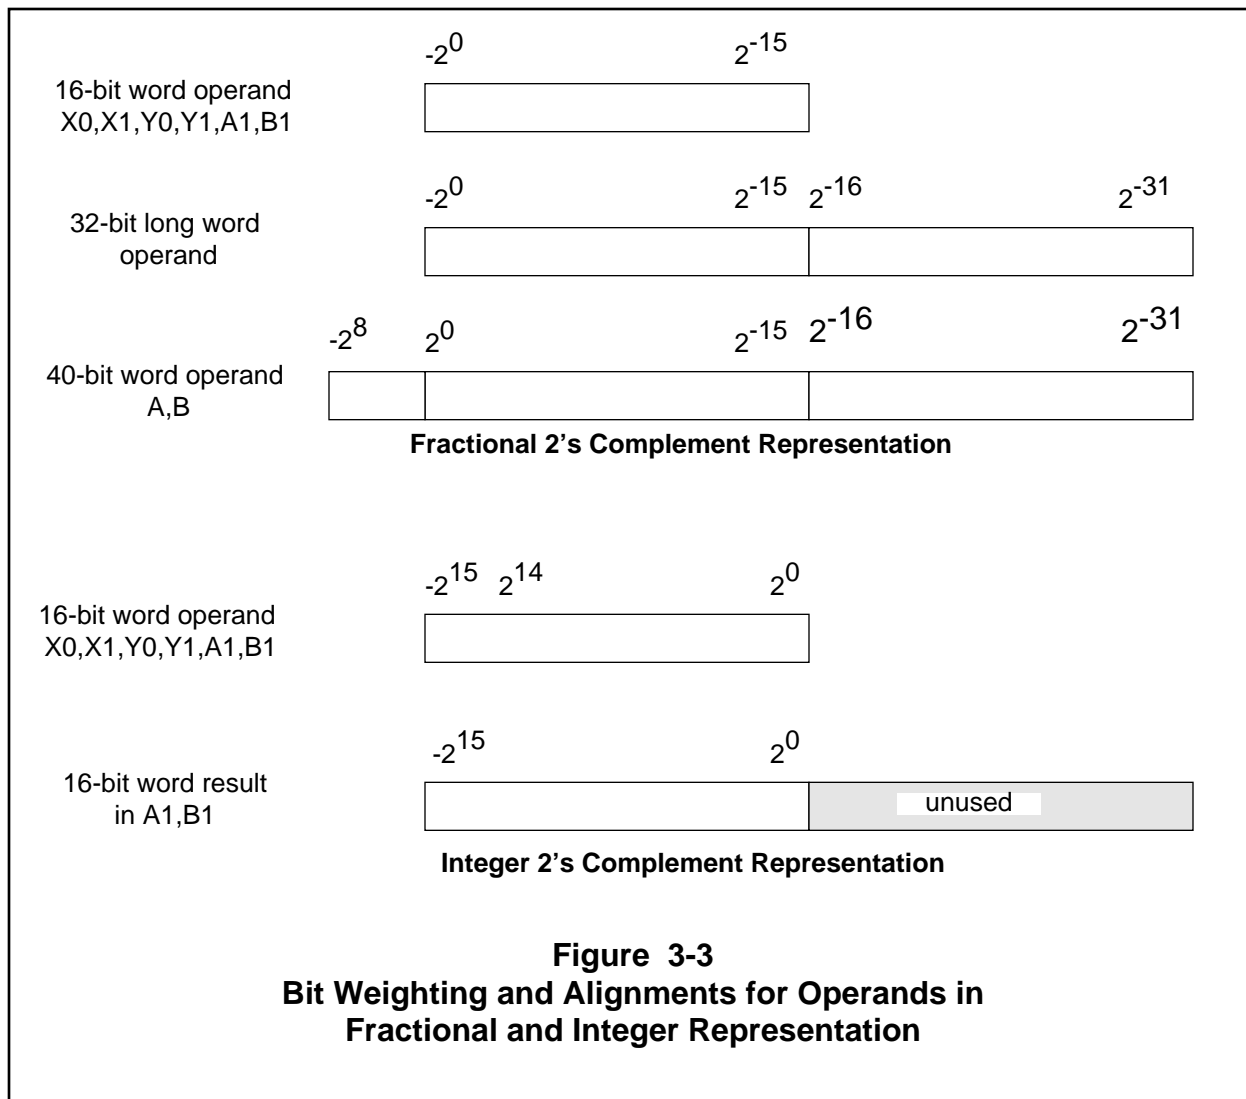 -2^0 2^-15
16-bit word operand
X0,X1,Y0,Y1,A1,B1
-2^0 2^-15 2^-16 2^-31
32-bit long word
operand
-2^8 2^0 2^-15 2^-16 2^-31
40-bit word operand
A,B
Fractional 2's Complement Representation
-2^15 2^14 2^0
16-bit word operand
X0,X1,Y0,Y1,A1,B1
-2^15 2^0
16-bit word result
in A1,B1
unused
Integer 2's Complement Representation
Figure 3-3
Bit Weighting and Alignments for Operands in
Fractional and Integer Representation